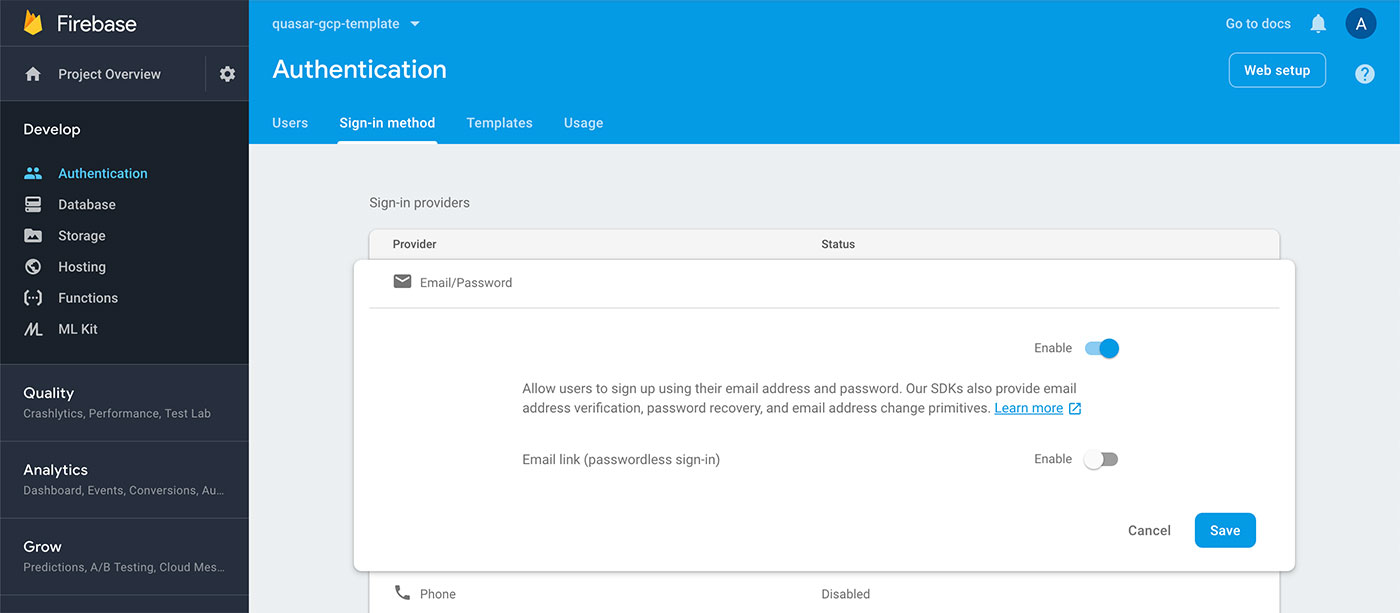 Firebase
Project Overview
Develop
Authentication
Database
Storage
Hosting
Functions
ML Kit
Quality
Crashlytics, Performance, Test Lab
Analytics
Dashboard, Events, Conversions, Au...
Grow
Predictions, A/B Testing, Cloud Mes...
quasar-gcp-template
Go to docs
A
Authentication
Web setup
?
Users Sign-in method Templates Usage
Sign-in providers
Provider Status
Email/Password
Enable
Allow users to sign up using their email address and password. Our SDKs also provide email
address verification, password recovery, and email address change primitives. Learn more
Email link (passwordless sign-in) Enable
Cancel Save
Phone Disabled